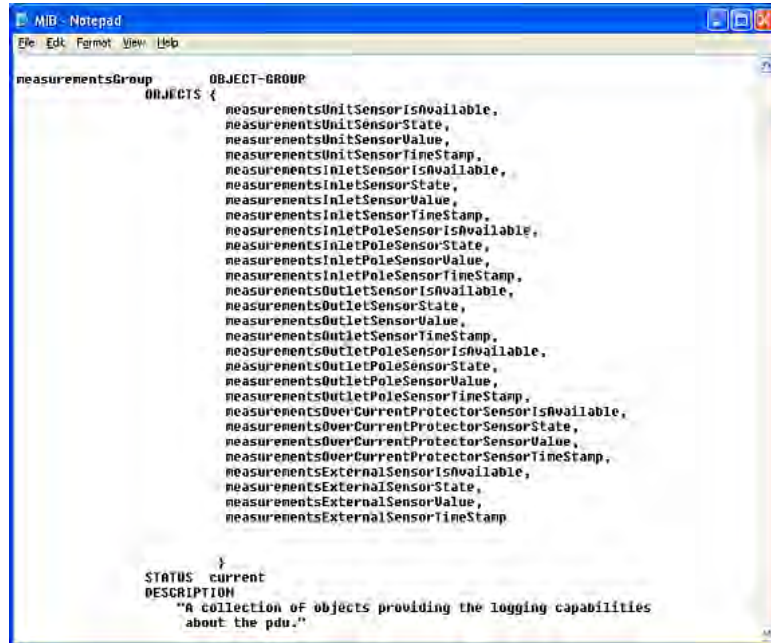 MIB - Notepad
File Edit Format View Help
measurementsGroup OBJECT-GROUP
OBJECTS {
measurementsUnitSensorIsAvailable,
measurementsUnitSensorState,
measurementsUnitSensorValue,
measurementsUnitSensorTimeStamp,
measurementsInletSensorIsAvailable,
measurementsInletSensorState,
measurementsInletSensorValue,
measurementsInletSensorTimeStamp,
measurementsInletPoleSensorIsAvailable,
measurementsInletPoleSensorState,
measurementsInletPoleSensorValue,
measurementsInletPoleSensorTimeStamp,
measurementsOutletSensorIsAvailable,
measurementsOutletSensorState,
measurementsOutletSensorValue,
measurementsOutletSensorTimeStamp,
measurementsOutletPoleSensorIsAvailable,
measurementsOutletPoleSensorState,
measurementsOutletPoleSensorValue,
measurementsOutletPoleSensorTimeStamp,
measurementsOverCurrentProtectorSensorIsAvailable,
measurementsOverCurrentProtectorSensorState,
measurementsOverCurrentProtectorSensorValue,
measurementsOverCurrentProtectorSensorTimeStamp,
measurementsExternalSensorIsAvailable,
measurementsExternalSensorState,
measurementsExternalSensorValue,
measurementsExternalSensorTimeStamp
}
STATUS current
DESCRIPTION
"A collection of objects providing the logging capabilities
about the pdu."